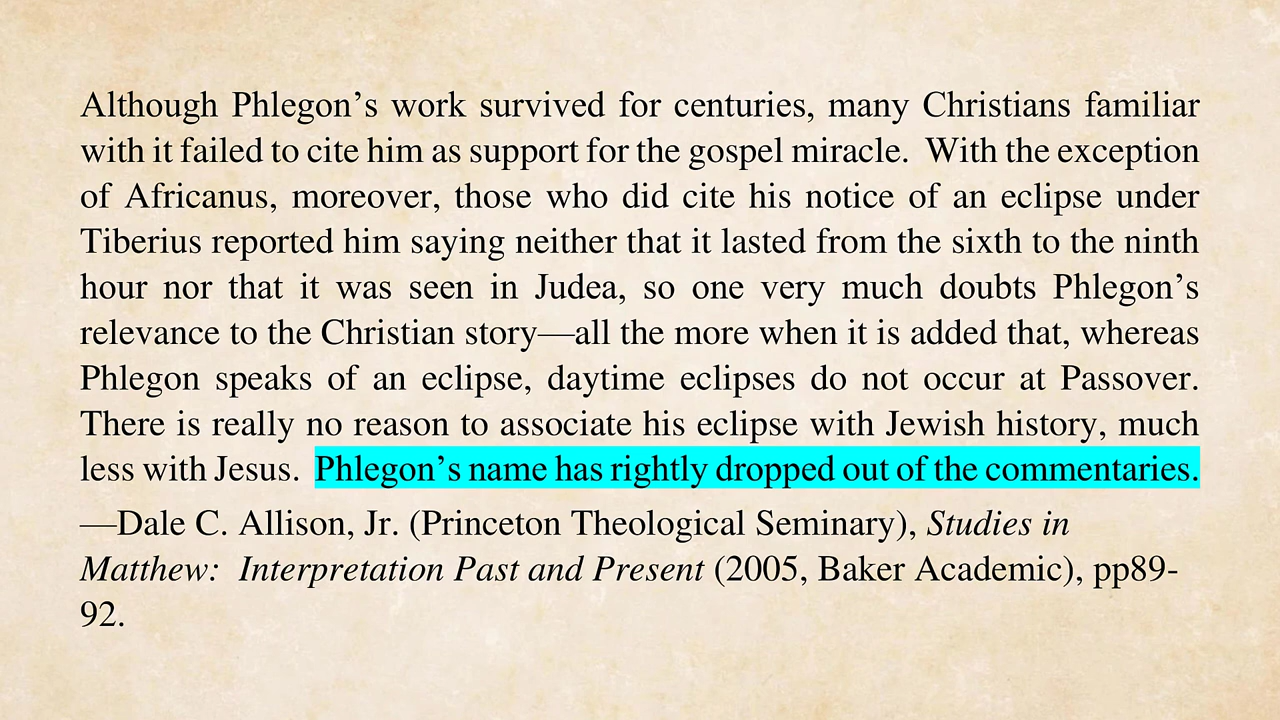 Although Phlegon’s work survived for centuries, many Christians familiar
with it failed to cite him as support for the gospel miracle.  With the exception
of Africanus, moreover, those who did cite his notice of an eclipse under
Tiberius reported him saying neither that it lasted from the sixth to the ninth
hour nor that it was seen in Judea, so one very much doubts Phlegon’s
relevance to the Christian story—all the more when it is added that, whereas
Phlegon speaks of an eclipse, daytime eclipses do not occur at Passover.
There is really no reason to associate his eclipse with Jewish history, much
less with Jesus.  Phlegon’s name has rightly dropped out of the commentaries.
—Dale C. Allison, Jr. (Princeton Theological Seminary), Studies in
Matthew:  Interpretation Past and Present (2005, Baker Academic), pp89-
92.